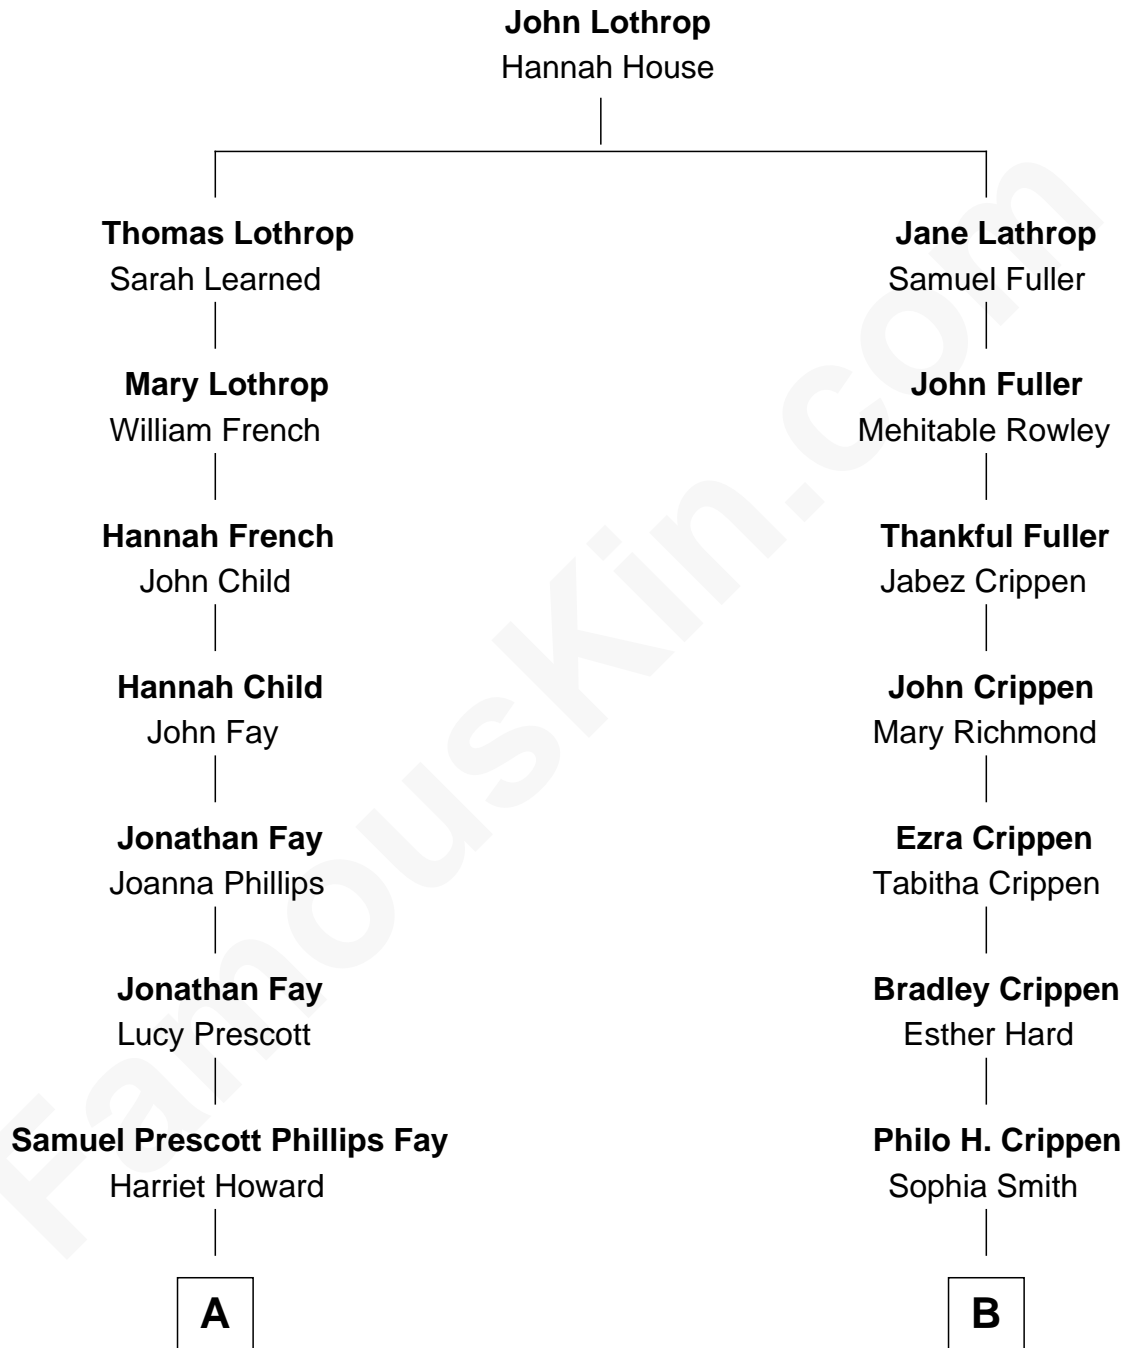 John Lothrop
Hannah House
Thomas Lothrop
Sarah Learned
Jane Lathrop
Samuel Fuller
Mary Lothrop
William French
John Fuller
Mehitable Rowley
Hannah French
John Child
Thankful Fuller
Jabez Crippen
Hannah Child
John Fay
John Crippen
Mary Richmond
Jonathan Fay
Joanna Phillips
Ezra Crippen
Tabitha Crippen
Jonathan Fay
Lucy Prescott
Bradley Crippen
Esther Hard
Samuel Prescott Phillips Fay
Harriet Howard
Philo H. Crippen
Sophia Smith
A
B
FamousKin.com